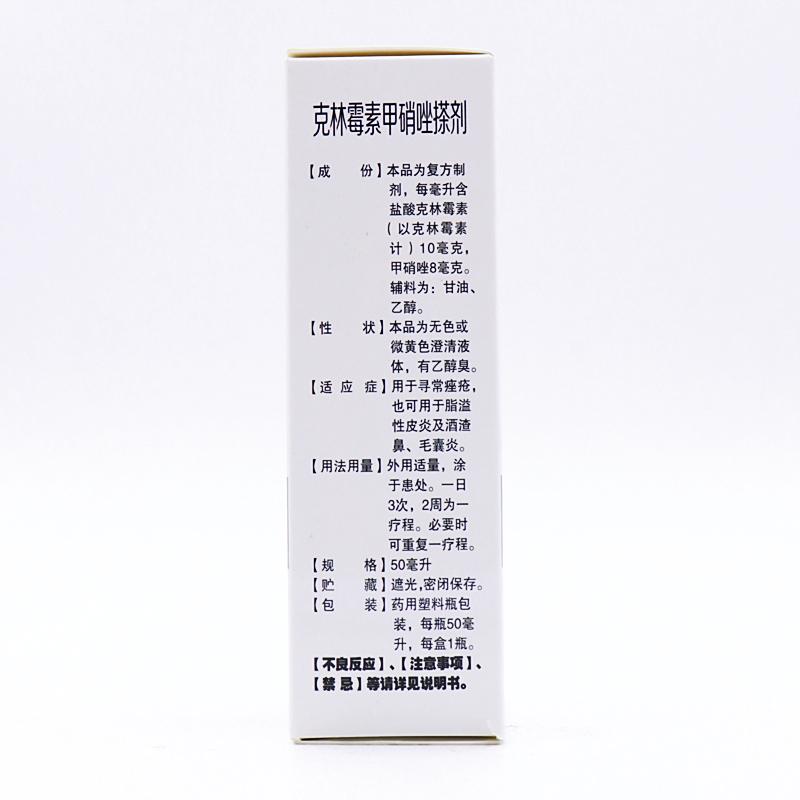 克林霉素甲硝唑搽剂
【成　份】本品为复方制
剂，每毫升含
盐酸克林霉素
（以克林霉素
计）10毫克，
甲硝唑8毫克。
辅料为：甘油、
乙醇。
【性　状】本品为无色或
微黄色澄清液
体，有乙醇臭。
【适应症】用于寻常痤疮，
也可用于脂溢
性皮炎及酒渣
鼻、毛囊炎。
【用法用量】外用适量，涂
于患处。一日
3次，2周为一
疗程。必要时
可重复一疗程。
【规　格】50毫升
【贮　藏】遮光,密闭保存。
【包　装】药用塑料瓶包
装，每瓶50毫
升，每盒1瓶。
【不良反应】、【注意事项】、
【禁忌】等请详见说明书。